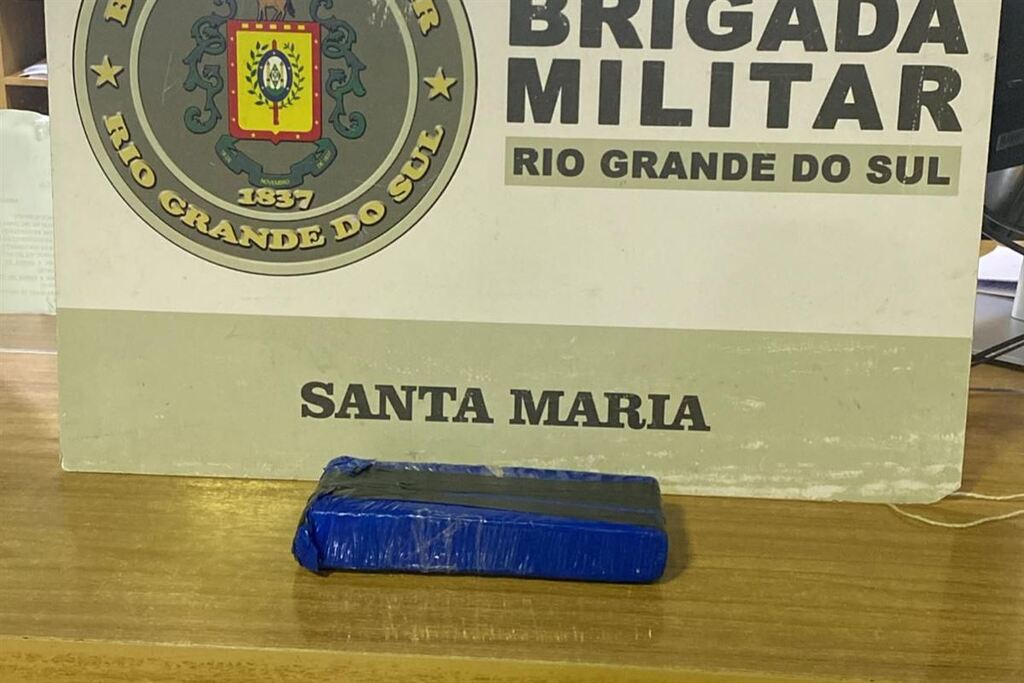 BRIGADA
MILITAR
RIO GRANDE DO SUL
1837
RIO GRANDE DO SUL
SANTA MARIA